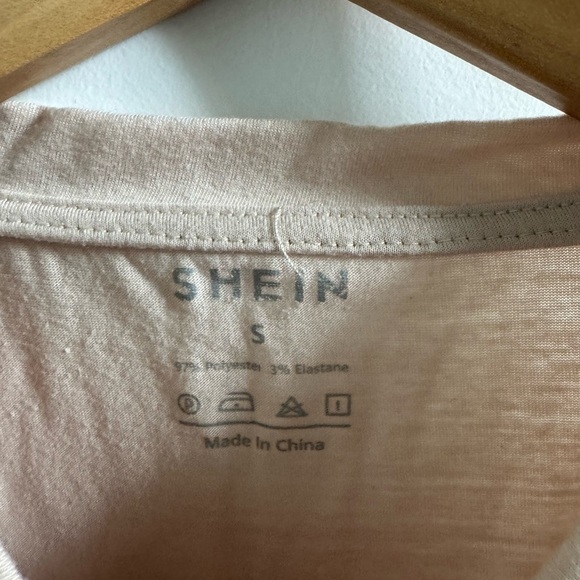 SHEIN
S
97% Polyester 3% Elastane
P
Made In China